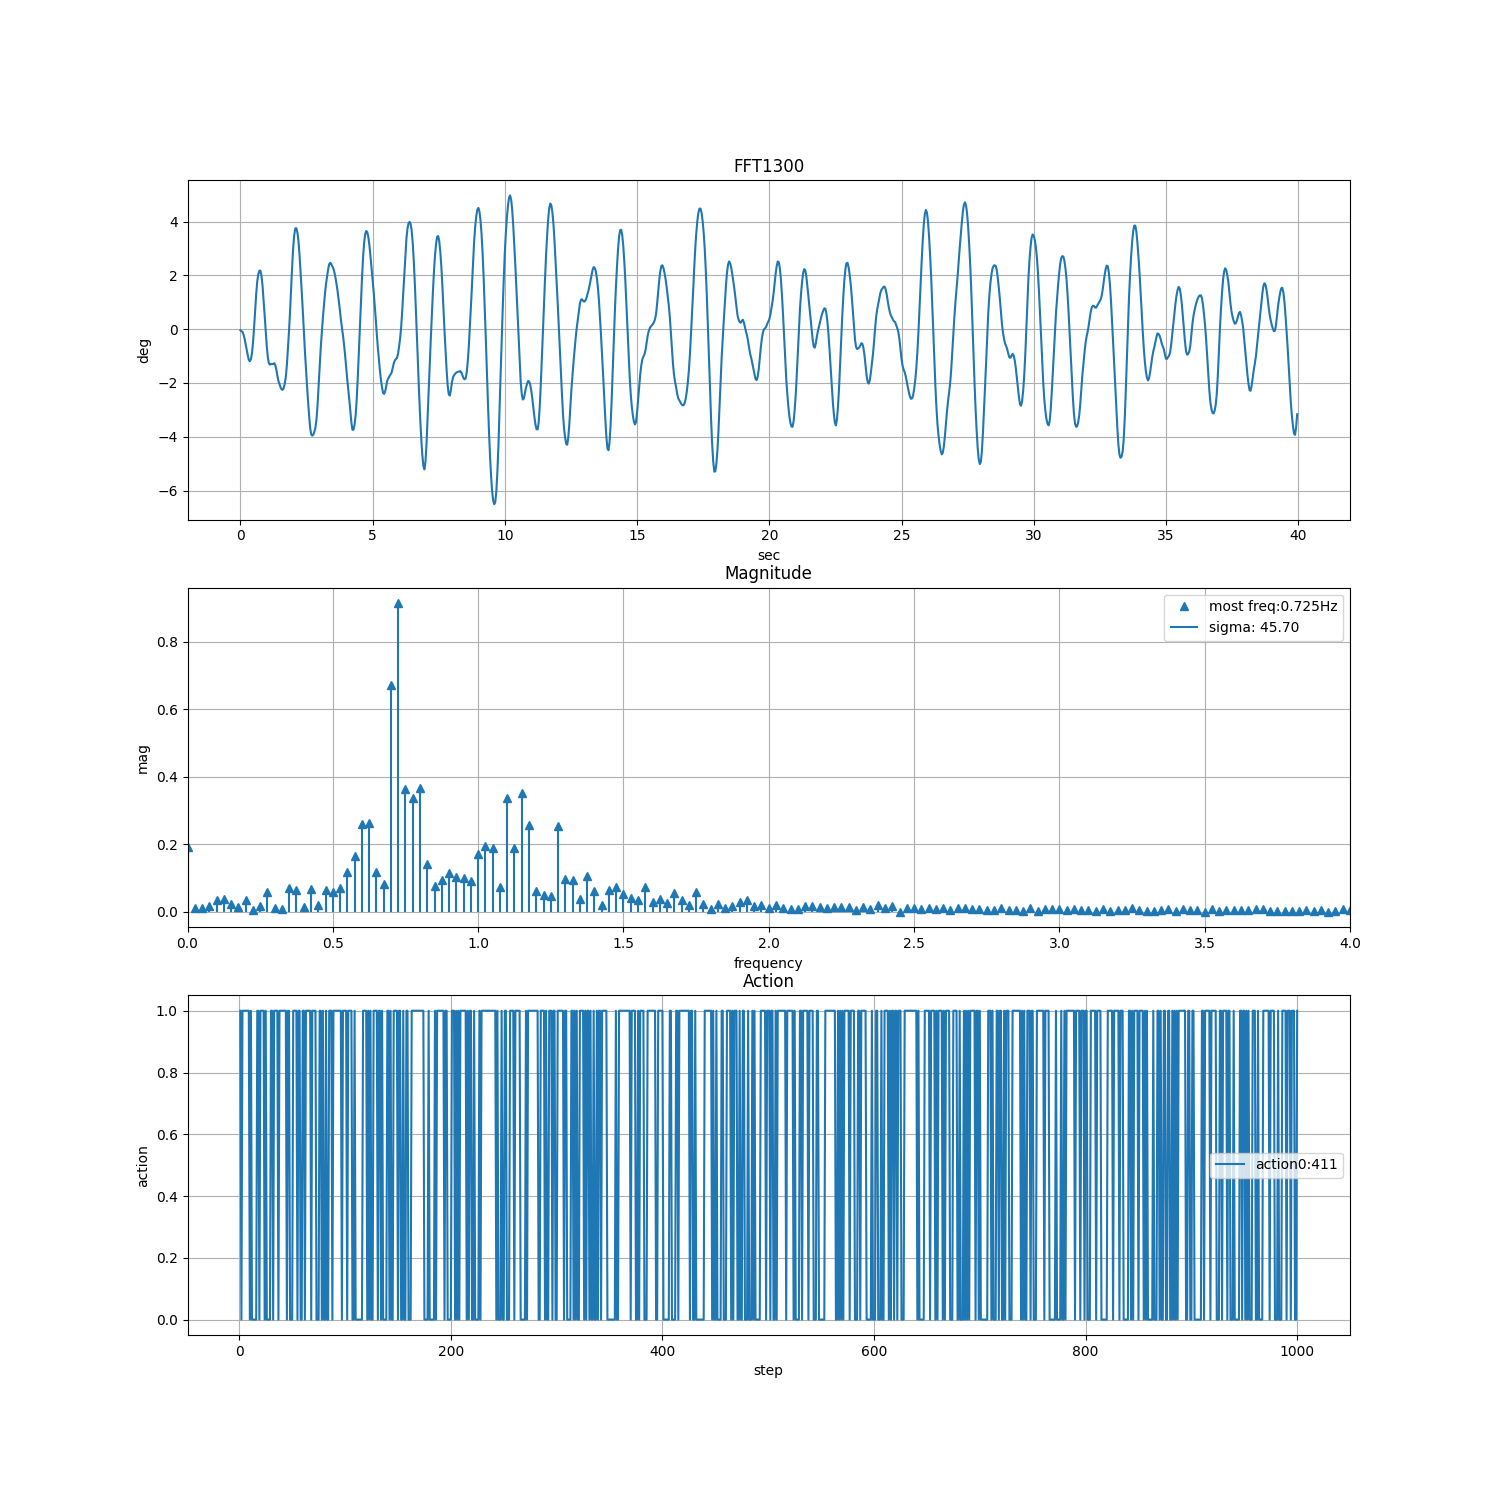 FFT1300
4
2
0
−2
−4
−6
deg
0 5 10 15 20 25 30 35 40
sec
Magnitude
most freq:0.725Hz
sigma: 45.70
0.8
0.6
0.4
0.2
0.0
mag
0.0 0.5 1.0 1.5 2.0 2.5 3.0 3.5 4.0
frequency
Action
1.0
0.8
0.6
0.4
0.2
0.0
action
action0:411
0 200 400 600 800 1000
step